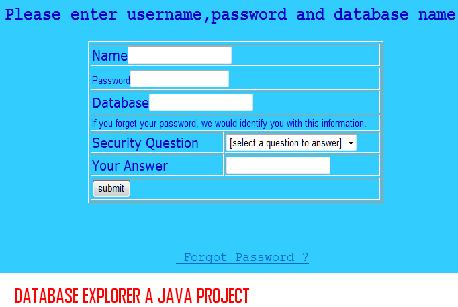 Please enter username,password and database name
Name
Password
Database
If you forget your password, we would identify you with this information.
Security Question [select a question to answer]
Your Answer
submit
Forgot Password ?
DATABASE EXPLORER A JAVA PROJECT